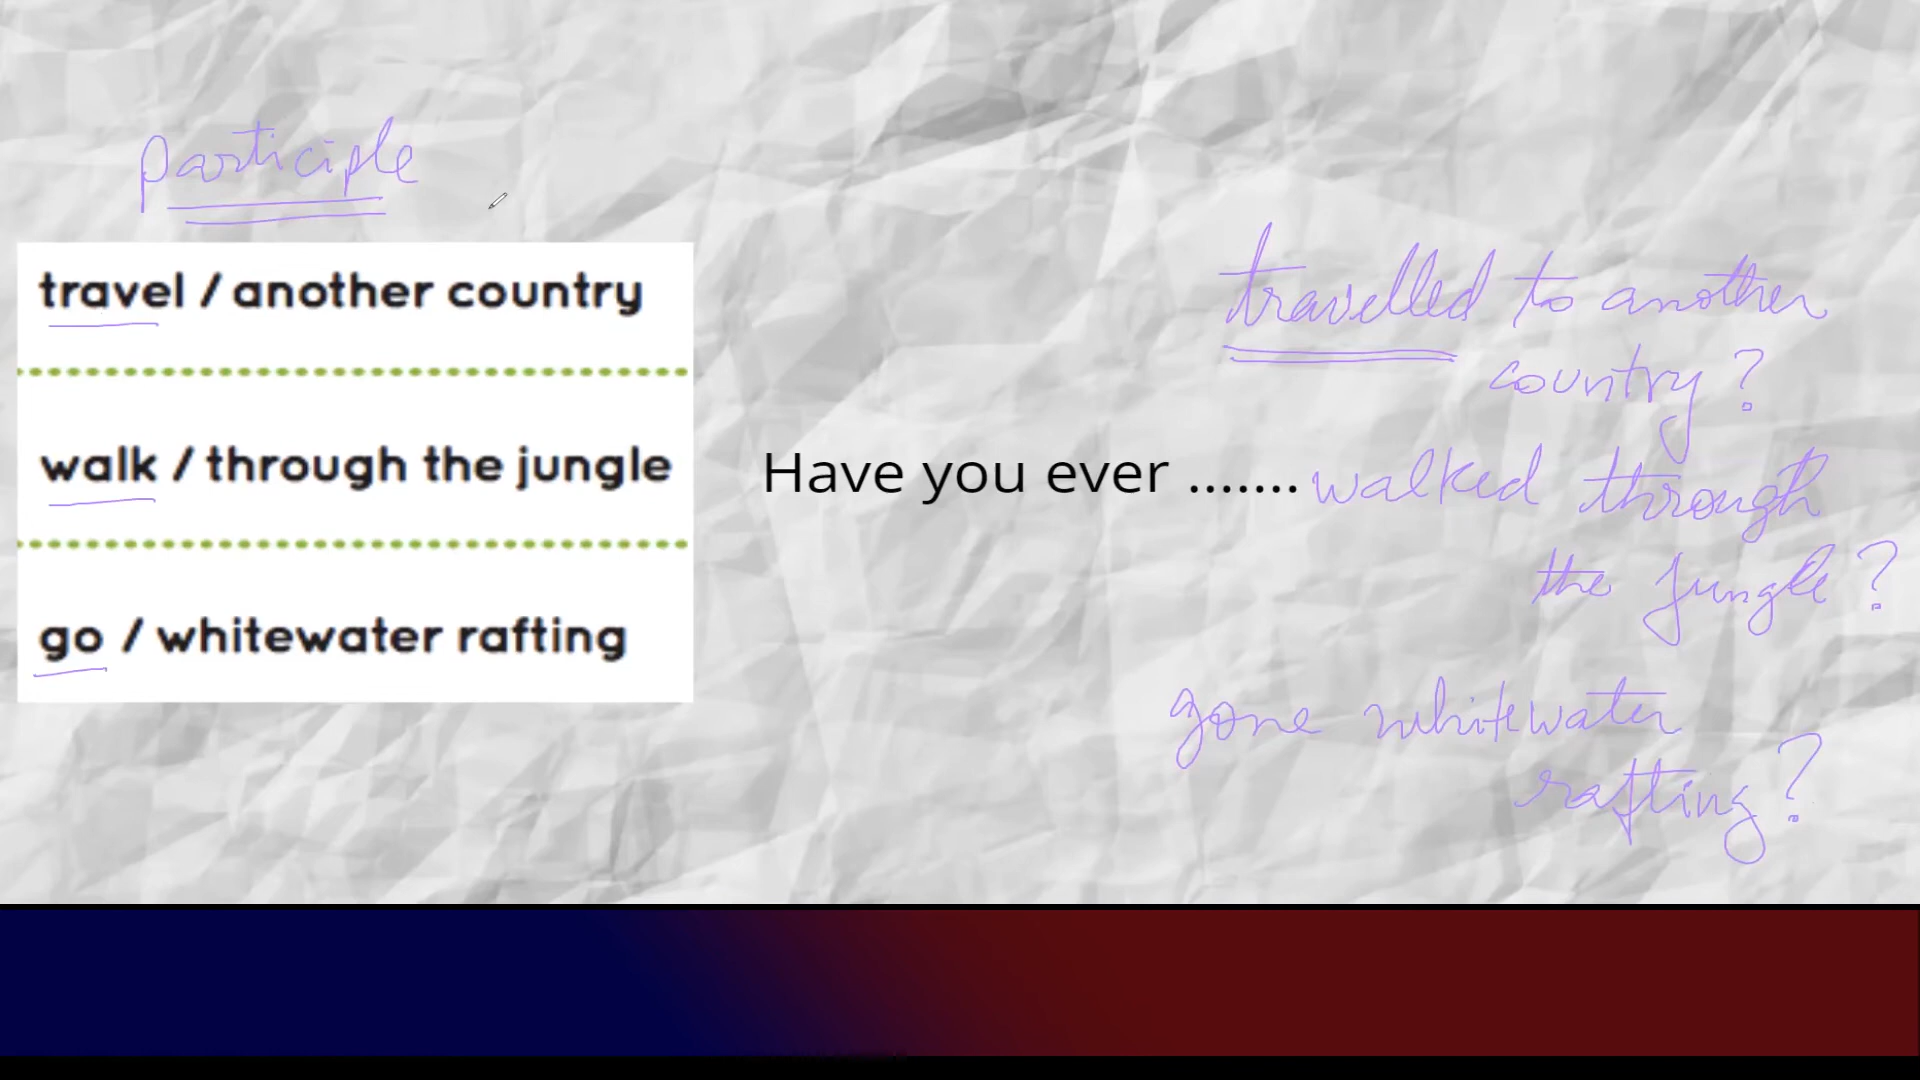 participle
travel / another country
walk / through the jungle
go / whitewater rafting
Have you ever .......
travelled to another
country?
walked through
the jungle?
gone whitewater
rafting?